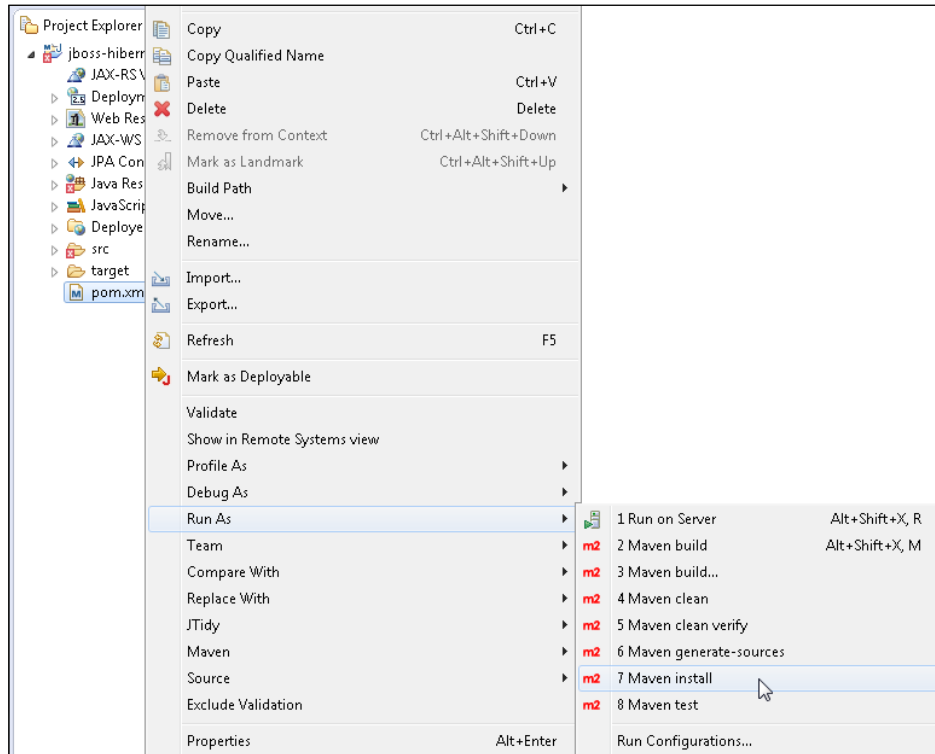 Project Explorer
jboss-hibern
JAX-RS
Deployn
Web Res
JAX-WS
JPA Con
Java Res
JavaScrip
Deploye
src
target
pom.xm
Copy Ctrl+C
Copy Qualified Name
Paste Ctrl+V
Delete Delete
Remove from Context Ctrl+Alt+Shift+Down
Mark as Landmark Ctrl+Alt+Shift+Up
Build Path
Move...
Rename...
Import...
Export...
Refresh F5
Mark as Deployable
Validate
Show in Remote Systems view
Profile As
Debug As
Run As
Team
Compare With
Replace With
JTidy
Maven
Source
Exclude Validation
Properties Alt+Enter
1 Run on Server Alt+Shift+X, R
m2 2 Maven build Alt+Shift+X, M
m2 3 Maven build...
m2 4 Maven clean
m2 5 Maven clean verify
m2 6 Maven generate-sources
m2 7 Maven install
m2 8 Maven test
Run Configurations...